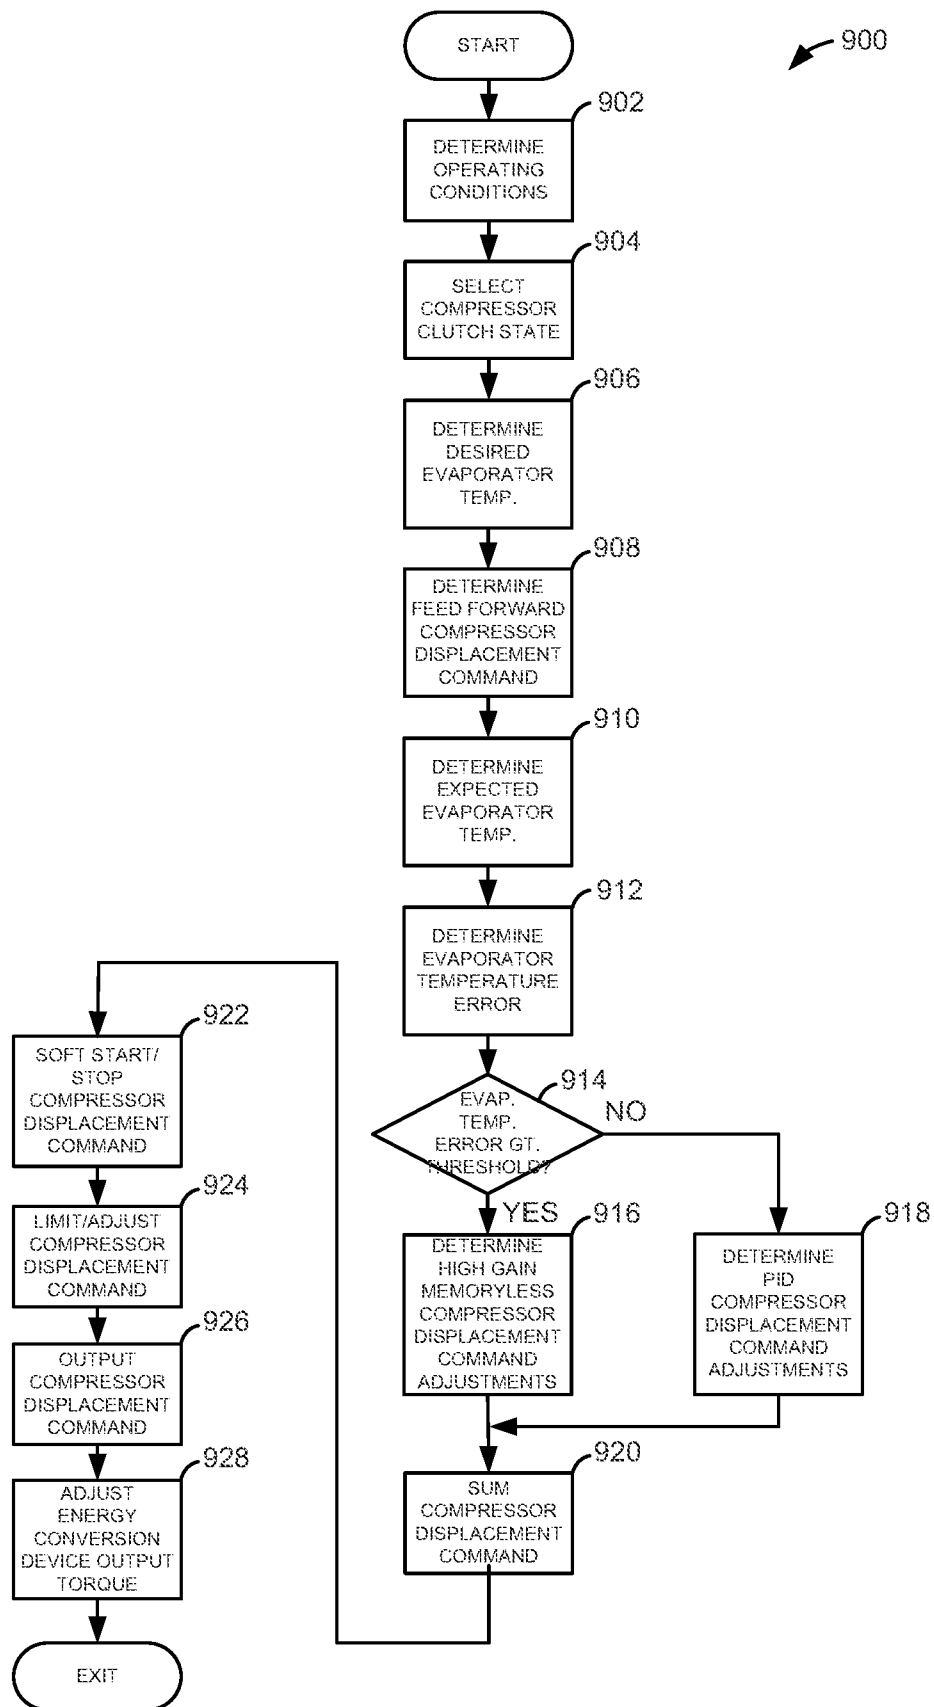 START
900
902
DETERMINE
OPERATING
CONDITIONS
904
SELECT
COMPRESSOR
CLUTCH STATE
906
DETERMINE
DESIRED
EVAPORATOR
TEMP.
908
DETERMINE
FEED FORWARD
COMPRESSOR
DISPLACEMENT
COMMAND
910
DETERMINE
EXPECTED
EVAPORATOR
TEMP.
912
DETERMINE
EVAPORATOR
TEMPERATURE
ERROR
914
EVAP.
TEMP.
ERROR GT.
THRESHOLD?
NO
YES
916
DETERMINE
HIGH GAIN
MEMORYLESS
COMPRESSOR
DISPLACEMENT
COMMAND
ADJUSTMENTS
918
DETERMINE
PID
COMPRESSOR
DISPLACEMENT
COMMAND
ADJUSTMENTS
920
SUM
COMPRESSOR
DISPLACEMENT
COMMAND
922
SOFT START/
STOP
COMPRESSOR
DISPLACEMENT
COMMAND
924
LIMIT/ADJUST
COMPRESSOR
DISPLACEMENT
COMMAND
926
OUTPUT
COMPRESSOR
DISPLACEMENT
COMMAND
928
ADJUST
ENERGY
CONVERSION
DEVICE OUTPUT
TORQUE
EXIT